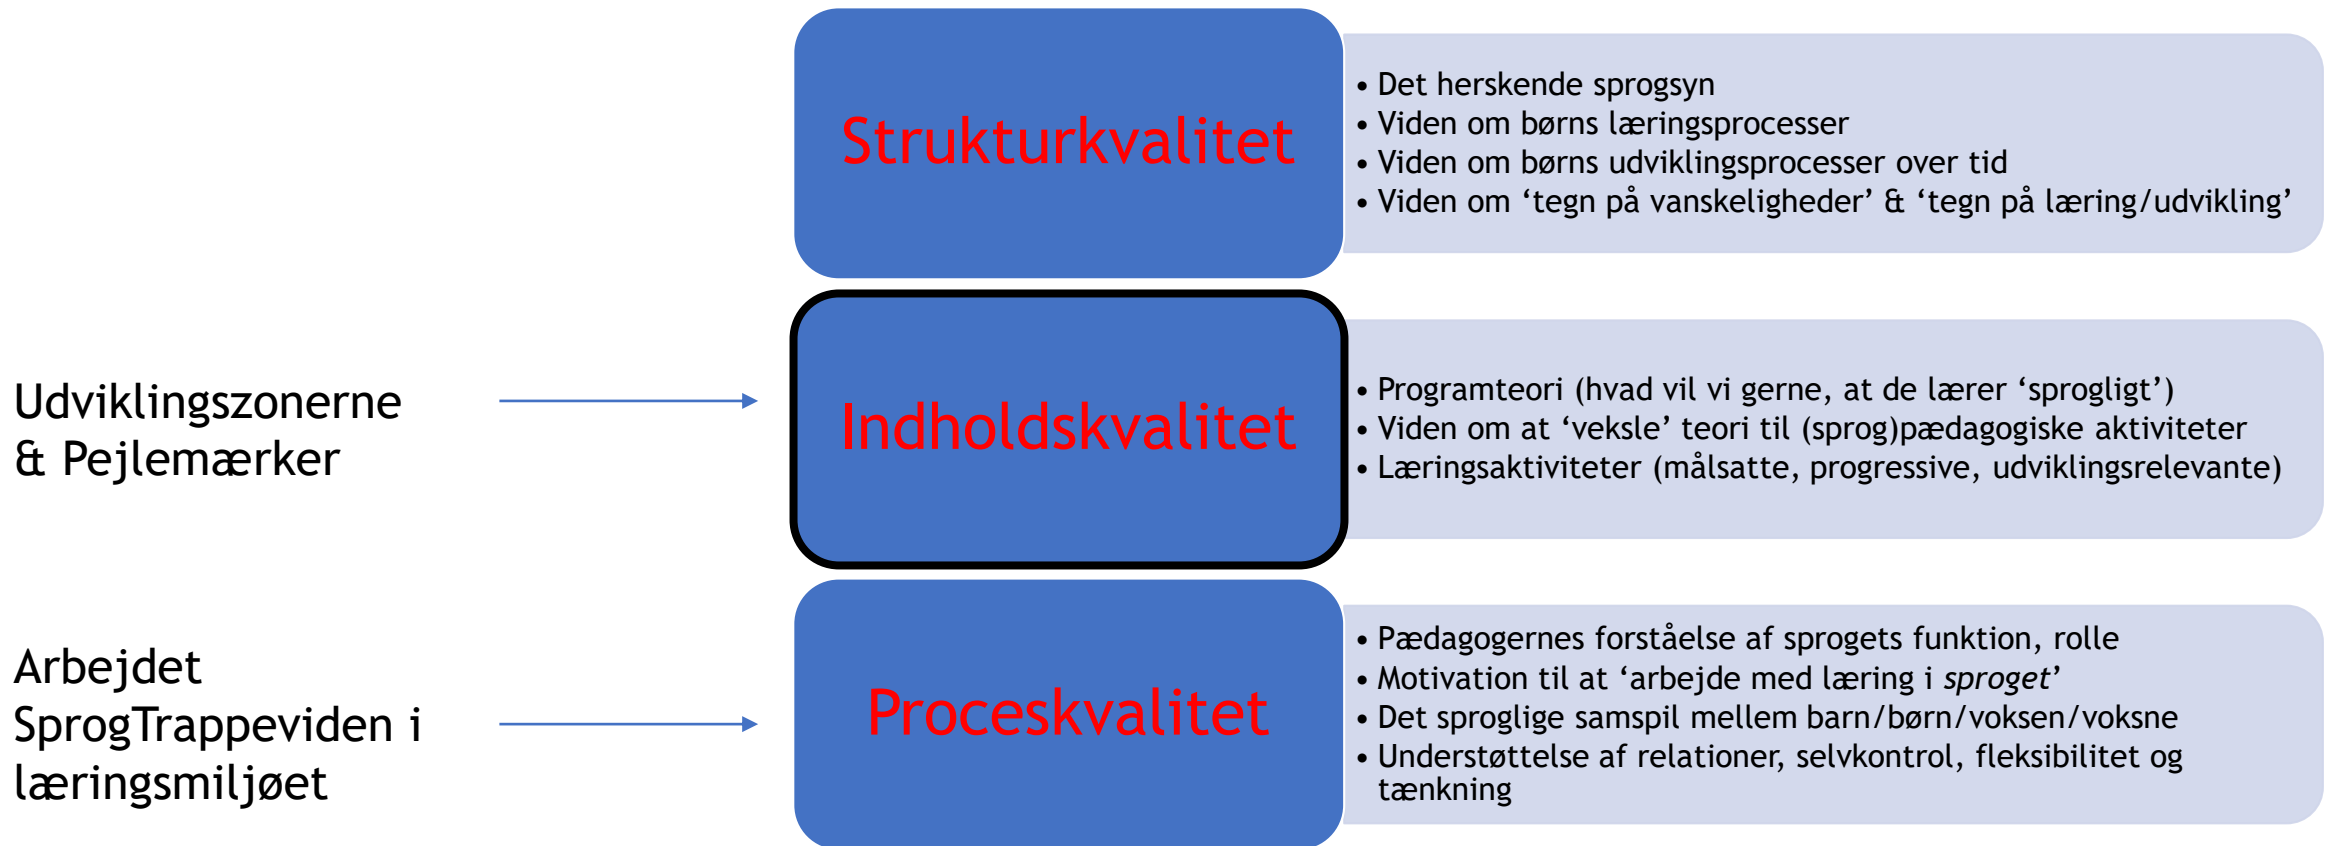 Strukturkvalitet
• Det herskende sprogsyn
• Viden om børns læringsprocesser
• Viden om børns udviklingsprocesser over tid
• Viden om ‘tegn på vanskeligheder’ & ‘tegn på læring/udvikling’
Udviklingszonerne
& Pejlemærker
Indholdskvalitet
• Programteori (hvad vil vi gerne, at de lærer ‘sprogligt’)
• Viden om at ‘veksle’ teori til (sprog)pædagogiske aktiviteter
• Læringsaktiviteter (målsatte, progressive, udviklingsrelevante)
Arbejdet
SprogTrappeviden i
læringsmiljøet
Proceskvalitet
• Pædagogernes forståelse af sprogets funktion, rolle
• Motivation til at ‘arbejde med læring i sproget’
• Det sproglige samspil mellem barn/børn/voksen/voksne
• Understøttelse af relationer, selvkontrol, fleksibilitet og
tænkning